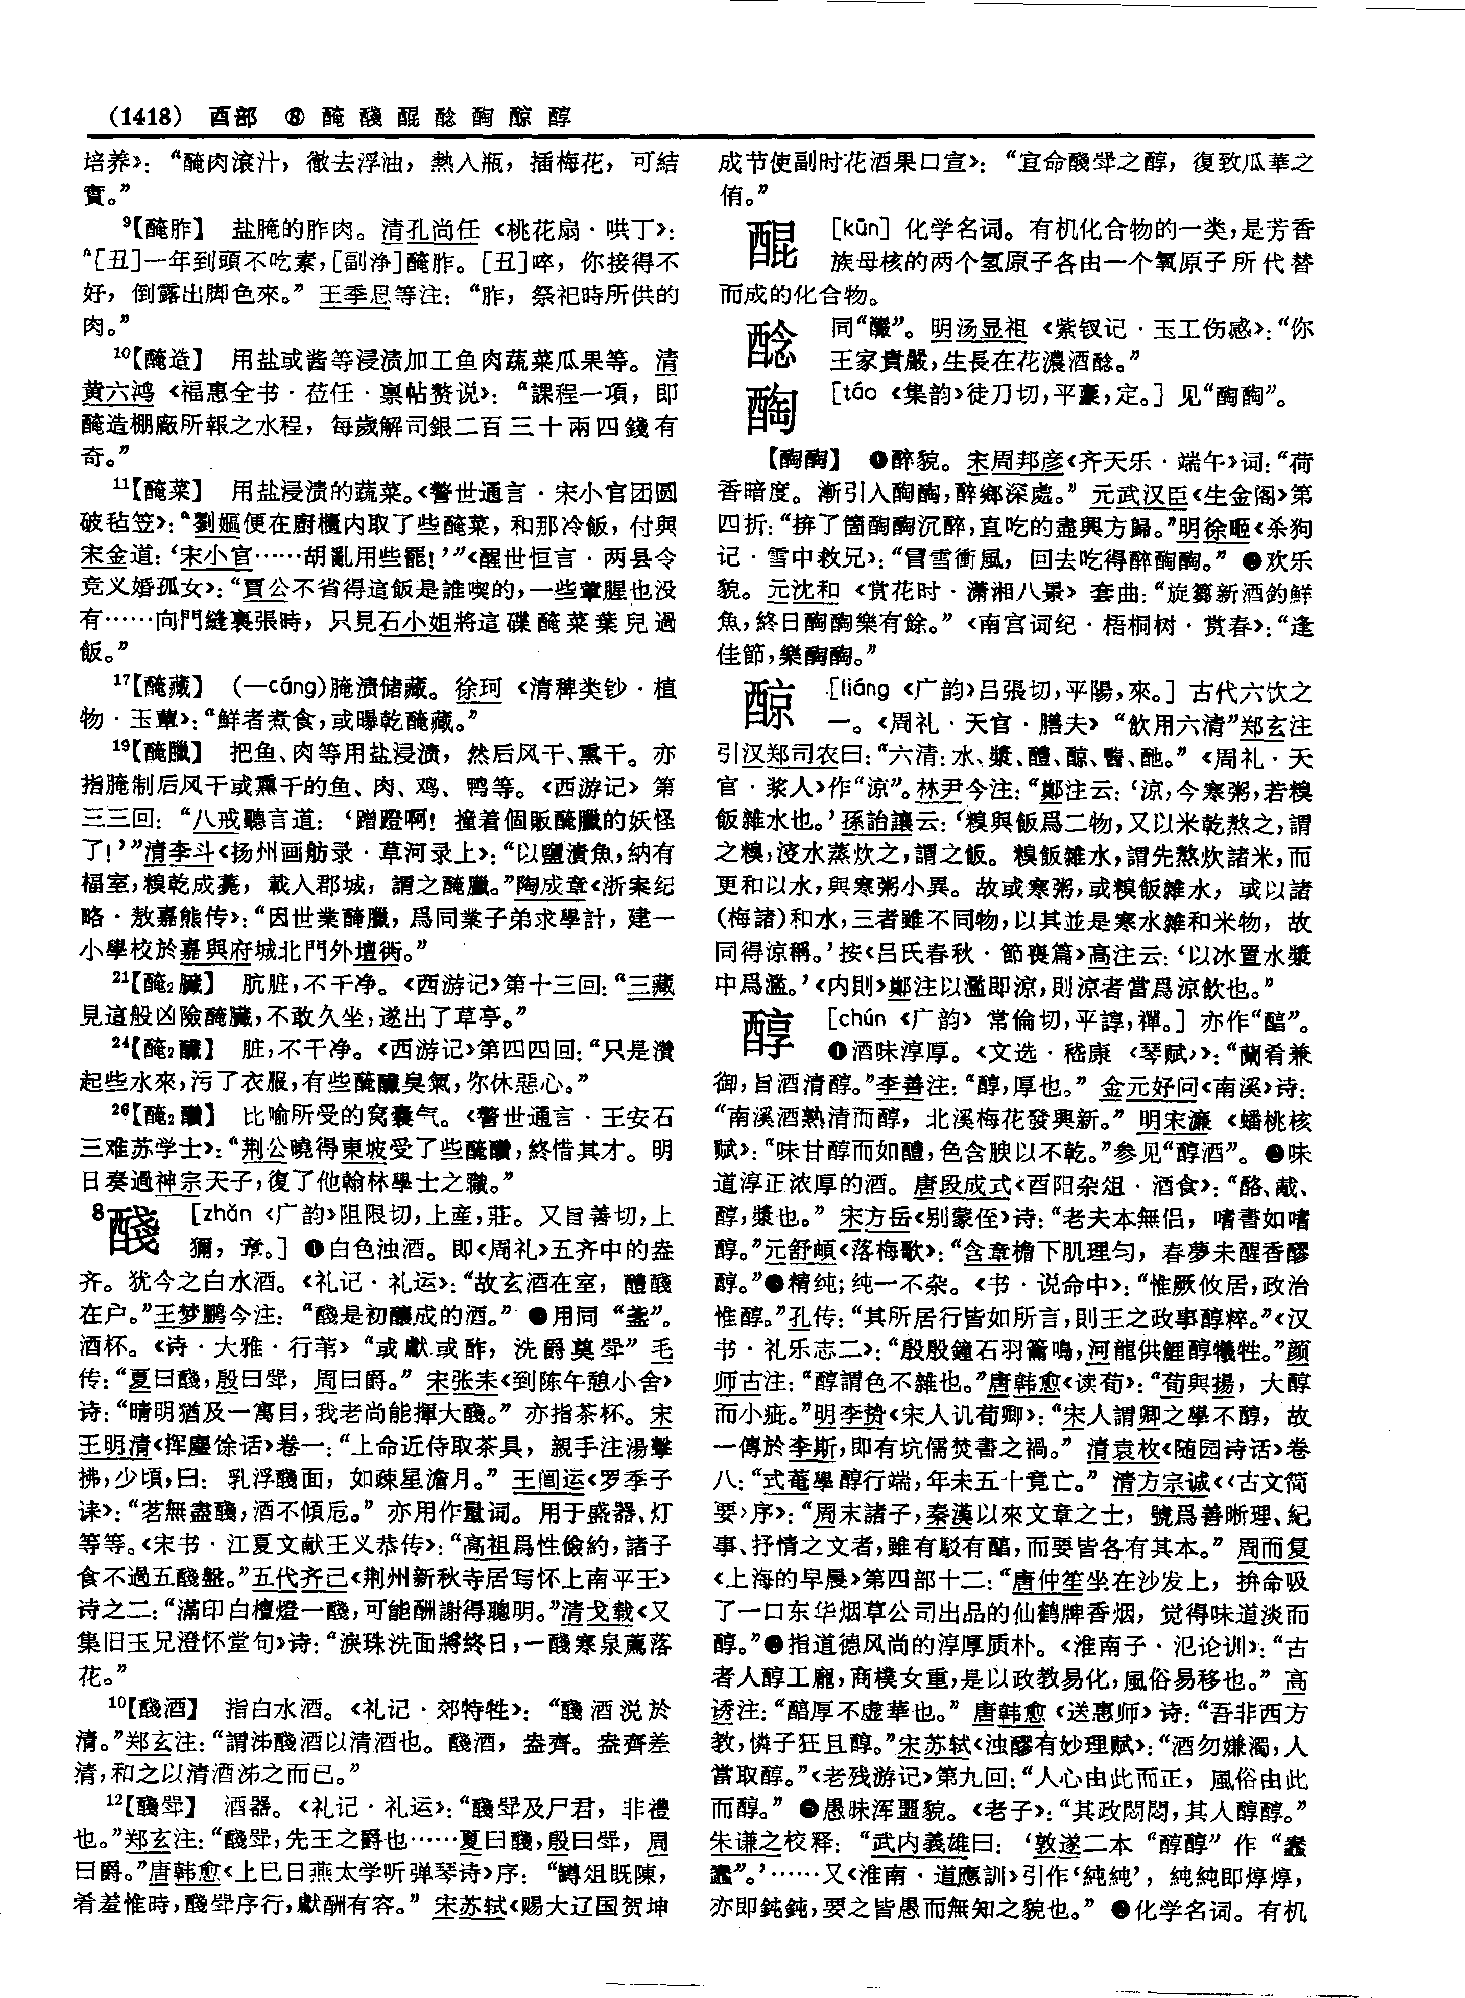 (1418) 酉部 ⑧ 醃醆醌醶醄醇醇
培养》：“醃肉滾汁，徹去浮油，熱入瓶，插梅花，可結
實。”
⁹【醃胙】 盐腌的胙肉。清孔尚任《桃花扇·哄丁》：
“[丑]一年到頭不吃素，[副净]醃胙。[丑]啐，你接得不
好，倒露出脚色來。”王季思等注：“胙，祭祀時所供的
肉。”
¹⁰【醃造】 用盐或酱等浸渍加工鱼肉蔬菜瓜果等。清
黄六鸿《福惠全书·莅任·禀帖赘说》：“課程一項，即
醃造棚廠所報之水程，每歲解司銀二百三十兩四錢有
奇。”
¹¹【醃菜】 用盐浸渍的蔬菜。《警世通言·宋小官团圆
破毡笠》：“劉嫗便在廚櫃内取了些醃菜，和那冷飯，付與
宋金道：‘宋小官……胡亂用些罷！’”《醒世恒言·两县令
竞义婚孤女》：“賈公不省得這飯是誰喫的，一些葷腥也没
有……向門縫裏張時，只見石小姐將這碟醃菜葉兒過
飯。”
¹⁷【醃藏】 (—cáng)腌渍储藏。徐珂《清稗类钞·植
物·玉蕈》：“鮮者煮食，或曝乾醃藏。”
¹⁹【醃臘】 把鱼、肉等用盐浸渍，然后风干、熏干。亦
指腌制后风干或熏干的鱼、肉、鸡、鸭等。《西游记》第
三三回：“八戒聽言道：‘蹭蹬啊！撞着個販醃臘的妖怪
了！’”清李斗《扬州画舫录·草河录上》：“以鹽漬魚，納有
福室，糗乾成薧，載入郡城，謂之醃臘。”陶成章《浙案纪
略·敖嘉熊传》：“因世業醃臘，爲同業子弟求學計，建一
小學校於嘉興府城北門外壇衖。”
²¹【醃₂臟】 肮脏，不干净。《西游记》第十三回：“三藏
見這般凶險醃臟，不敢久坐，遂出了草亭。”
²⁴【醃₂䤘】 脏，不干净。《西游记》第四四回：“只是濽
起些水來，污了衣服，有些醃䤘臭氣，你休惡心。”
²⁶【醃₂臢】 比喻所受的窝囊气。《警世通言·王安石
三难苏学士》：“荆公曉得東坡受了些醃臢，終惜其才。明
日奏過神宗天子，復了他翰林學士之職。”
⁸醆 [zhǎn 《广韵》阻限切，上産，莊。又旨善切，上
獮，章。] ❶白色浊酒。即《周礼》五齐中的盎
齐。犹今之白水酒。《礼记·礼运》：“故玄酒在室，醴醆
在户。”王梦鹏今注：“醆是初釀成的酒。” ❷用同“盏”。
酒杯。《诗·大雅·行苇》“或獻或酢，洗爵奠斝”毛
传：“夏曰醆，殷曰斝，周曰爵。” 宋张耒《到陈午憩小舍》
诗：“晴明猶及一寓目，我老尚能揮大醆。” 亦指茶杯。宋
王明清《挥麈馀话》卷一：“上命近侍取茶具，親手注湯擊
拂，少頃，白乳浮醆面，如疎星澹月。” 王闿运《罗季子
诔》：“茗無盡醆，酒不傾卮。” 亦用作量词。用于盛器、灯
等等。《宋书·江夏文献王义恭传》：“高祖爲性儉約，諸子
食不過五醆盤。”五代齐己《荆州新秋寺居写怀上南平王》
诗之二：“滿印白檀燈一醆，可能酬謝得聰明。”清戈载《又
集旧玉兄澄怀堂句》诗：“淚珠洗面將終日，一醆寒泉薦落
花。”
¹⁰【醆酒】 指白水酒。《礼记·郊特牲》：“醆酒涚於
清。”郑玄注：“謂泲醆酒以清酒也。醆酒，盎齊。盎齊差
清，和之以清酒泲之而已。”
¹²【醆斝】 酒器。《礼记·礼运》：“醆斝及尸君，非禮
也。”郑玄注：“醆斝，先王之爵也……夏曰醆，殷曰斝，周
曰爵。”唐韩愈《上巳日燕太学听弹琴诗》序：“罇俎既陳，
肴羞惟時，醆斝序行，獻酬有容。” 宋苏轼《赐大辽国贺坤
成节使副时花酒果口宣》：“宜命醆斝之醇，復致瓜華之
侑。”
醌 [kūn] 化学名词。有机化合物的一类，是芳香
族母核的两个氢原子各由一个氧原子所代替
而成的化合物。
醶 同“釅”。明汤显祖《紫钗记·玉工伤感》：“你
王家貴嚴，生長在花濃酒醶。”
醄 [táo 《集韵》徒刀切，平豪，定。] 见“醄醄”。
【醄醄】 ❶醉貌。宋周邦彦《齐天乐·端午》词：“荷
香暗度。漸引入醄醄，醉鄉深處。” 元武汉臣《生金阁》第
四折：“拚了箇醄醄沉醉，直吃的盡興方歸。”明徐𤱻《杀狗
记·雪中救兄》：“冒雪衝風，回去吃得醉醄醄。” ❷欢乐
貌。元沈和《赏花时·潇湘八景》套曲：“旋篘新酒釣鮮
魚，終日醄醄樂有餘。”《南宫词纪·梧桐树·赏春》：“逢
佳節，樂醄醄。”
醇 [liáng 《广韵》吕張切，平陽，來。] 古代六饮之
一。《周礼·天官·膳夫》“飲用六清”郑玄注
引汉郑司农曰：“六清：水、漿、醴、䣼、醫、酏。”《周礼·天
官·浆人》作“涼”。林尹今注：“鄭注云：‘涼，今寒粥，若糗
飯雜水也。’孫詒讓云：‘糗與飯爲二物，又以米乾熬之，謂
之糗，溲水蒸炊之，謂之飯。糗飯雜水，謂先熬炊諸米，而
更和以水，與寒粥小異。故或寒粥，或糗飯雜水，或以諸
(梅諸)和水，三者雖不同物，以其並是寒水雜和米物，故
同得涼稱。’按《吕氏春秋·節喪篇》高注云：‘以冰置水漿
中爲濫。’《内則》鄭注以濫即涼，則涼者當爲涼飲也。”
醇 [chún 《广韵》常倫切，平諄，禪。] 亦作“醕”。
❶酒味淳厚。《文选·嵇康〈琴赋〉》：“蘭肴兼
御，旨酒清醇。”李善注：“醇，厚也。” 金元好问《南溪》诗：
“南溪酒熟清而醇，北溪梅花發興新。” 明宋濂《蟠桃核
赋》：“味甘醇而如醴，色含腴以不乾。”参见“醇酒”。 ❷味
道淳正浓厚的酒。唐段成式《酉阳杂俎·酒食》：“酪、酨、
醇，漿也。” 宋方岳《别蒙侄》诗：“老夫本無侣，嗜書如嗜
醇。”元舒頔《落梅歌》：“含章檐下肌理匀，春夢未醒香醪
醇。”❸精纯；纯一不杂。《书·说命中》：“惟厥攸居，政治
惟醇。”孔传：“其所居行皆如所言，則王之政事醇粹。”《汉
书·礼乐志二》：“殷殷鐘石羽籥鳴，河龍供鯉醇犧牲。”颜
师古注：“醇謂色不雜也。”唐韩愈《读荀》：“荀與揚，大醇
而小疵。”明李贽《宋人讥荀卿》：“宋人謂卿之學不醇，故
一傳於李斯，即有坑儒焚書之禍。” 清袁枚《随园诗话》卷
八：“式菴學醇行端，年未五十竟亡。” 清方宗诚《〈古文简
要〉序》：“周末諸子，秦漢以來文章之士，號爲善晰理、紀
事、抒情之文者，雖有駁有醕，而要皆各有其本。” 周而复
《上海的早晨》第四部十二：“唐仲笙坐在沙发上，拚命吸
了一口东华烟草公司出品的仙鹤牌香烟，觉得味道淡而
醇。”❹指道德风尚的淳厚质朴。《淮南子·氾论训》：“古
者人醇工龐，商樸女重，是以政教易化，風俗易移也。” 高
诱注：“醕厚不虚華也。” 唐韩愈《送惠师》诗：“吾非西方
教，憐子狂且醇。”宋苏轼《浊醪有妙理赋》：“酒勿嫌濁，人
當取醇。”《老残游记》第九回：“人心由此而正，風俗由此
而醇。” ❺愚昧浑噩貌。《老子》：“其政悶悶，其人醇醇。”
朱谦之校释：“武内義雄曰：‘敦遂二本“醇醇”作“蠢
蠢”。’……又《淮南·道應訓》引作‘純純’，純純即焞焞，
亦即鈍鈍，要之皆愚而無知之貌也。” ❻化学名词。有机